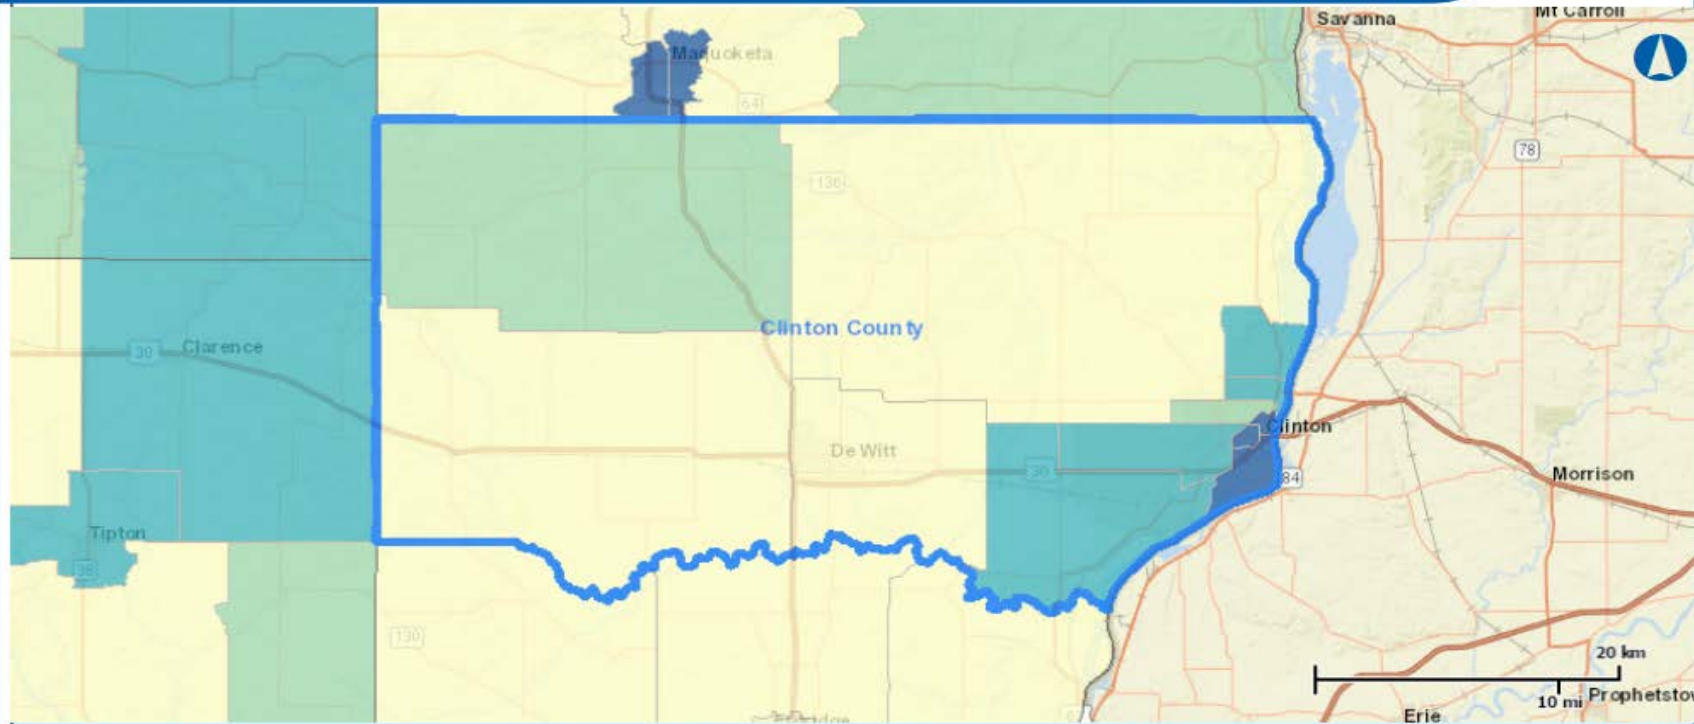 Savanna
Mt Carroll
Maquoketa
64
78
136
Clinton County
30
Clarence
Clinton
De Witt
30
84
Morrison
Tipton
38
130
20 km
10 mi
Prophetstow
Erie